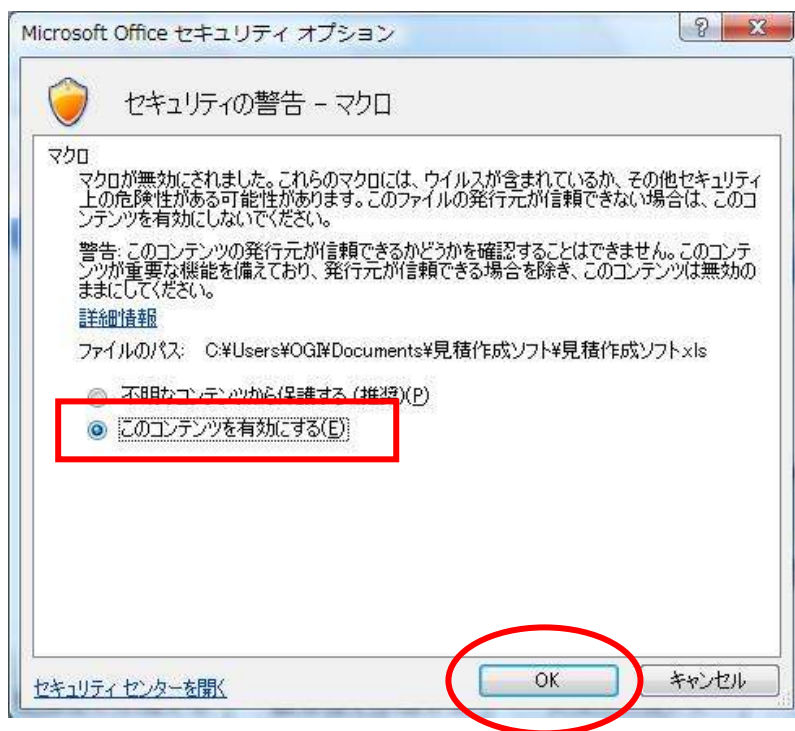 Microsoft Office セキュリティ オプション
セキュリティの警告 - マクロ
マクロ
マクロが無効にされました。これらのマクロには、ウイルスが含まれているか、その他セキュリティ
上の危険性がある可能性があります。このファイルの発行元が信頼できない場合は、このコ
ンテンツを有効にしないでください。
警告: このコンテンツの発行元が信頼できるかどうかを確認することはできません。このコンテ
ンツが重要な機能を備えており、発行元が信頼できる場合を除き、このコンテンツは無効の
ままにしてください。
詳細情報
ファイルのパス: C:¥Users¥OGI¥Documents¥見積作成ソフト¥見積作成ソフト.xls
不明なコンテンツから保護する (推奨)(P)
このコンテンツを有効にする(E)
セキュリティ センターを開く
OK
キャンセル